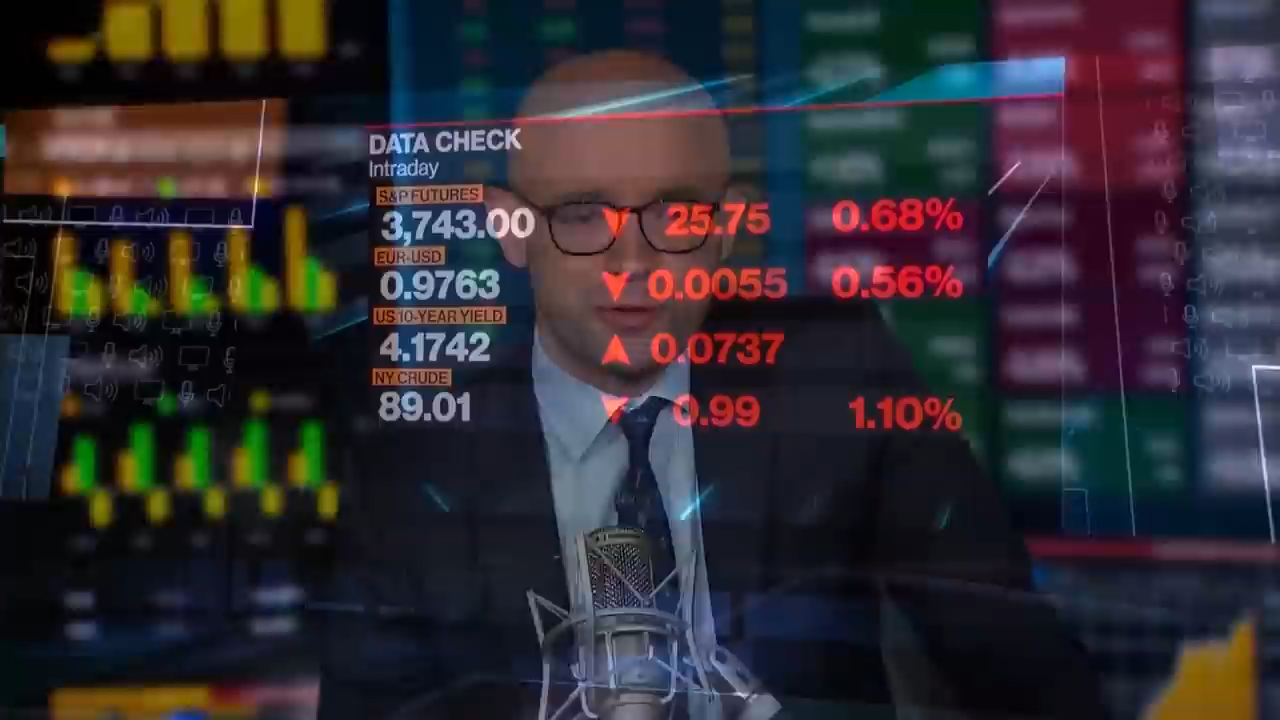 DATA CHECK
Intraday
S&P FUTURES
3,743.00 ▼ 25.75 0.68%
EUR-USD
0.9763 ▼ 0.0055 0.56%
US 10-YEAR YIELD
4.1742 ▲ 0.0737
NY CRUDE
89.01 ▼ 0.99 1.10%